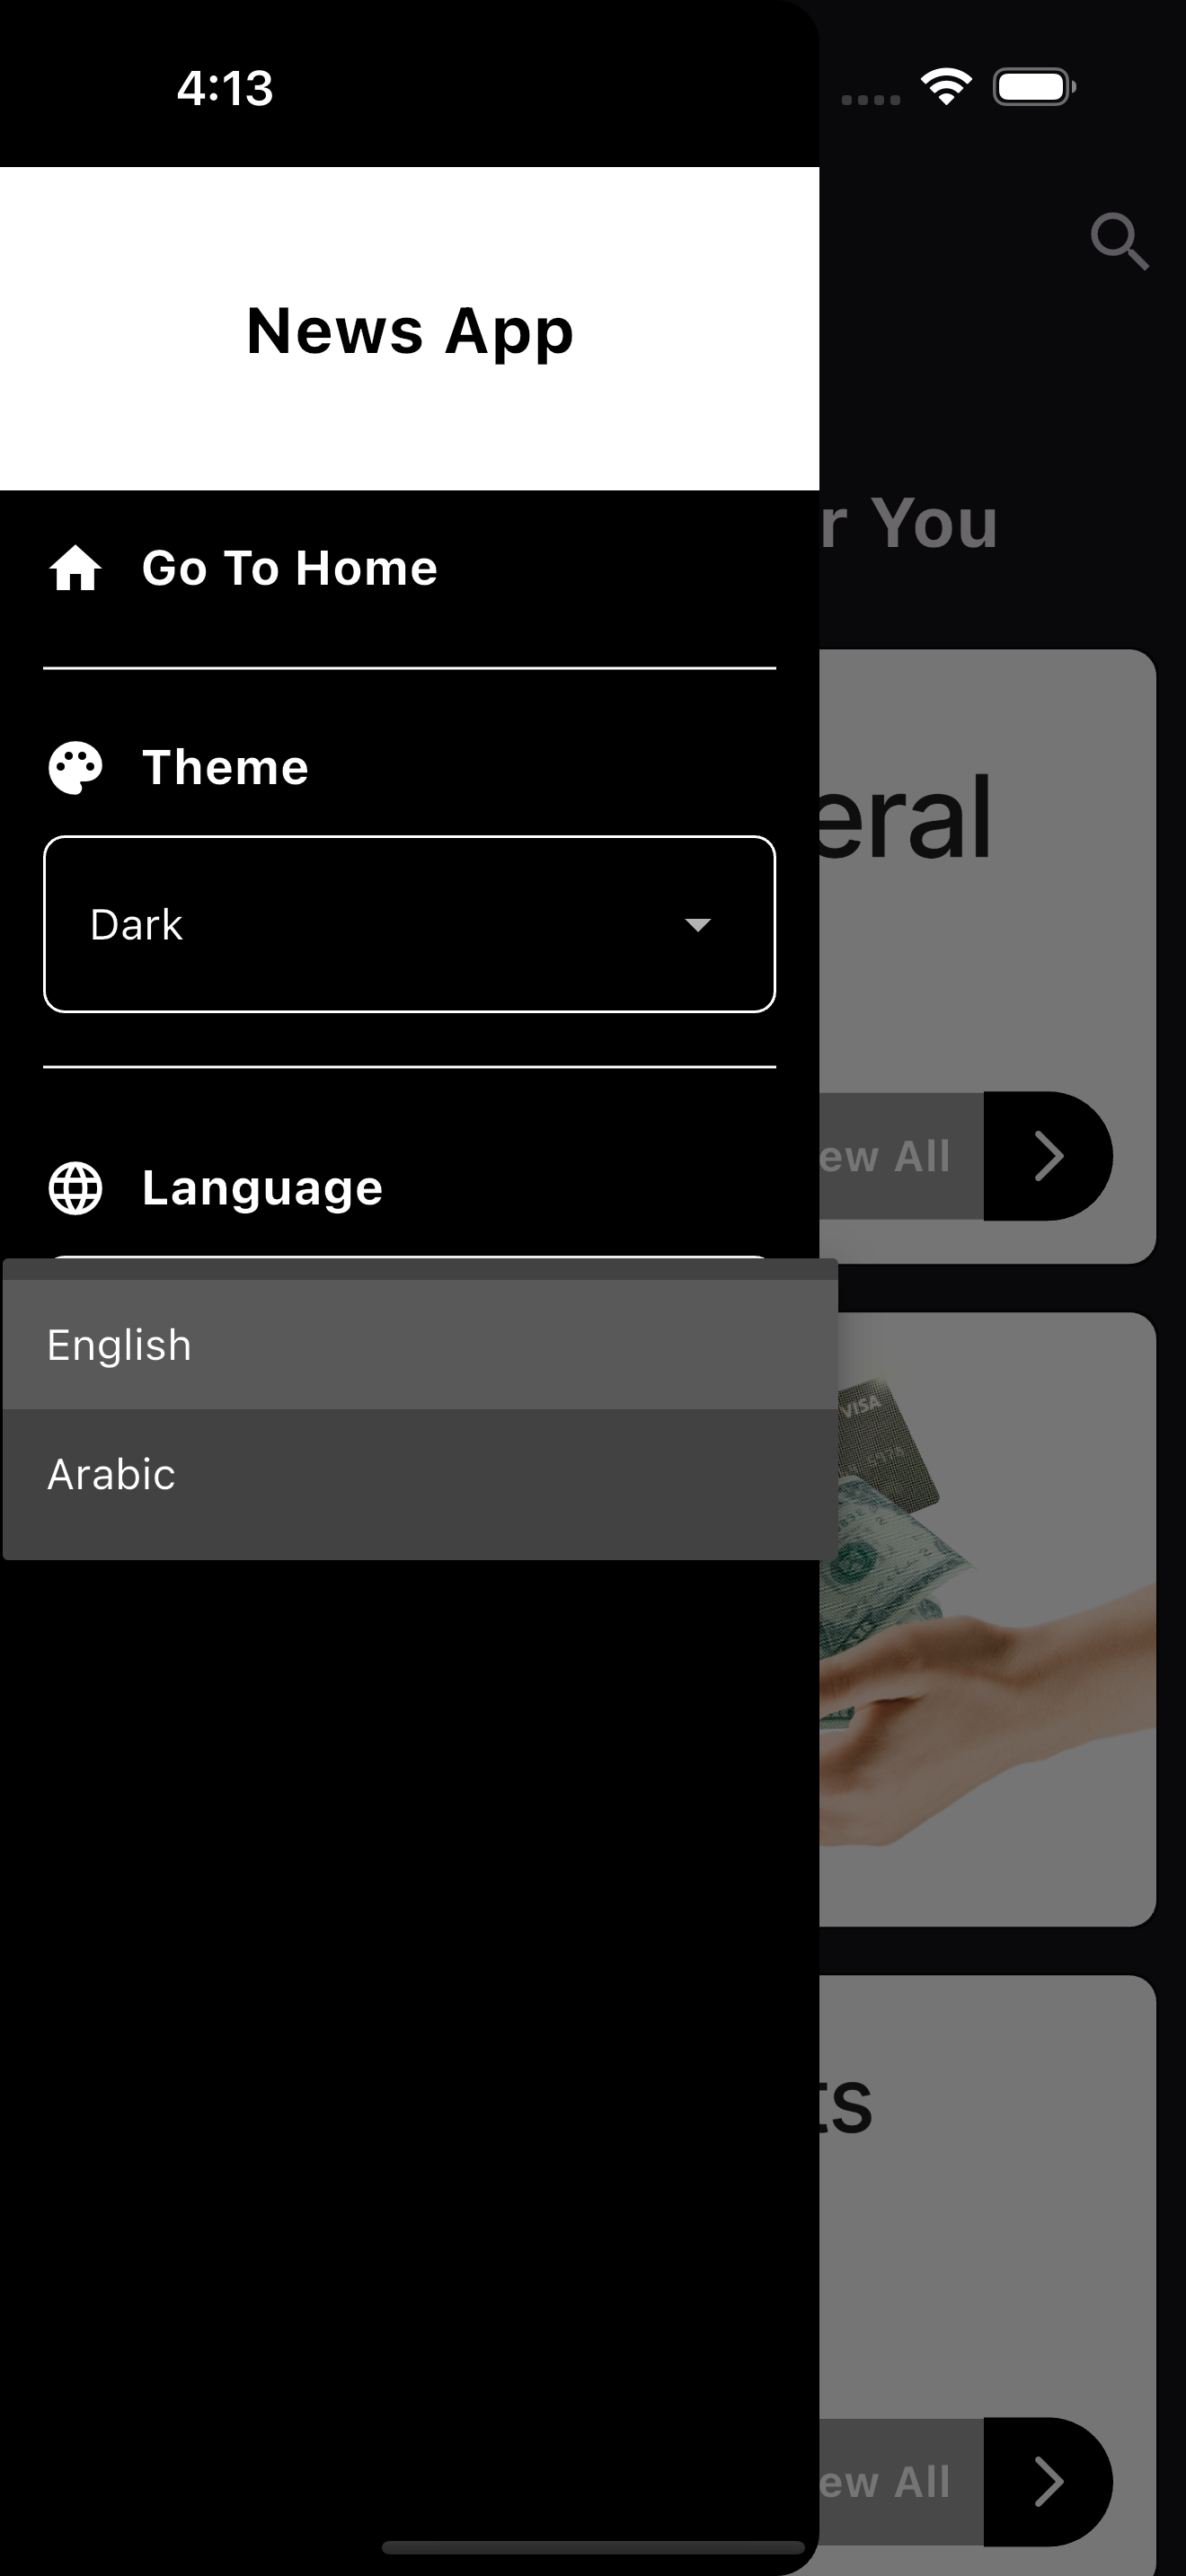 4:13
News App
Go To Home
r You
Theme
eral
Dark
ew All
Language
English
VISA
Arabic
ts
ew All